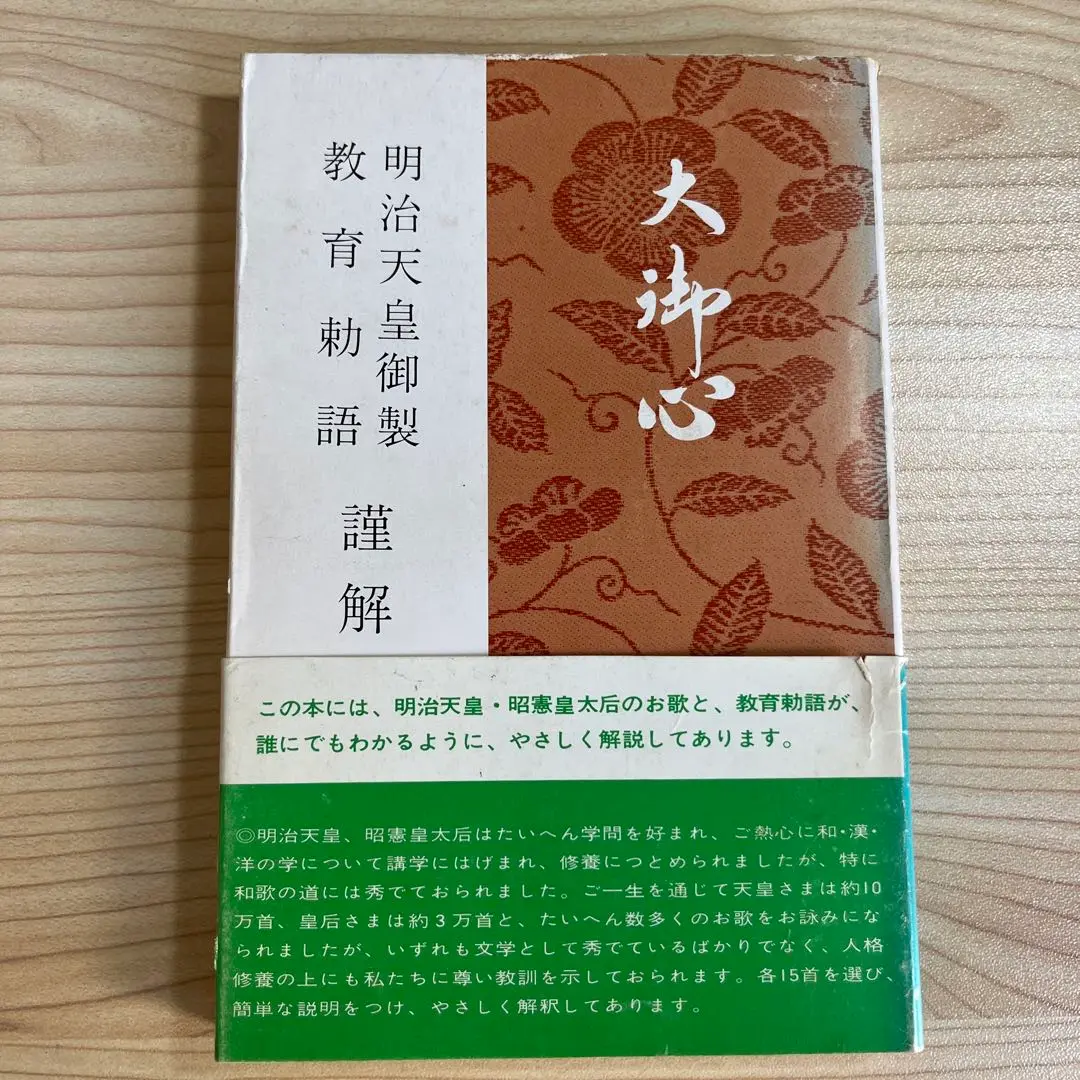 大御心
明治天皇御製
教育勅語
謹解
この本には、明治天皇・昭憲皇太后のお歌と、教育勅語が、
誰にでもわかるように、やさしく解説してあります。
◎明治天皇、昭憲皇太后はたいへん学問を好まれ、ご熱心に和・漢・
洋の学について講学にはげまれ、修養につとめられましたが、特に
和歌の道には秀でておられました。ご一生を通じて天皇さまは約10
万首、皇后さまは約3万首と、たいへん数多くのお歌をお詠みにな
られましたが、いずれも文学として秀でているばかりでなく、人格
修養の上にも私たちに尊い教訓を示しておられます。各15首を選び、
簡単な説明をつけ、やさしく解釈してあります。